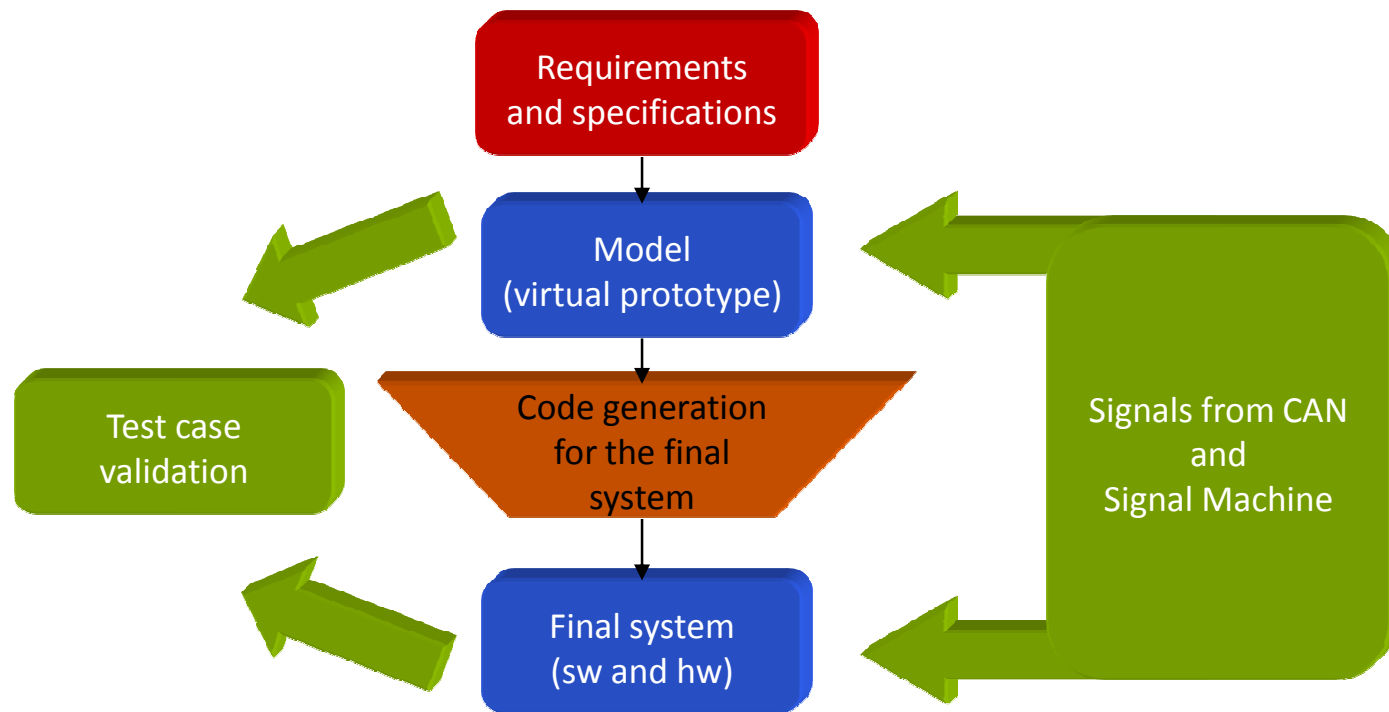 Requirements
and specifications
Model
(virtual prototype)
Code generation
for the final
system
Test case
validation
Signals from CAN
and
Signal Machine
Final system
(sw and hw)